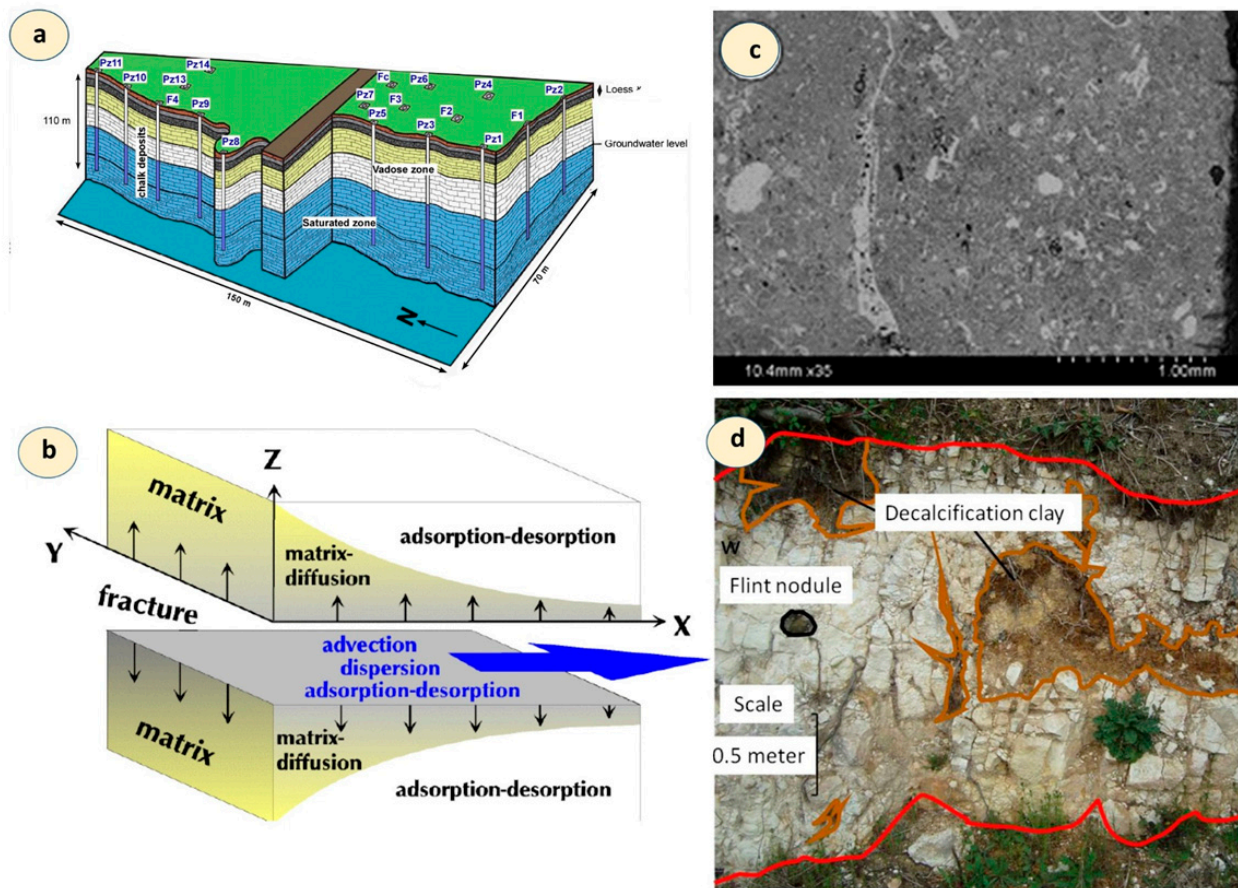 a
Pz11
Pz14
Pz10
Pz13
F4
Pz9
Pz8
Fc
Pz6
Pz4
Pz2
Pz7
F3
Pz5
F2
F1
Pz3
Pz1
Loess
110 m
Groundwater level
chalk deposits
Vadose zone
Saturated zone
150 m
70 m
N
b
Z
matrix
Y
matrix-
diffusion
adsorption-desorption
fracture
X
advection
dispersion
adsorption-desorption
matrix
matrix-
diffusion
adsorption-desorption
c
10.4mm x35
1.00mm
d
Decalcification clay
W
Flint nodule
Scale
0.5 meter